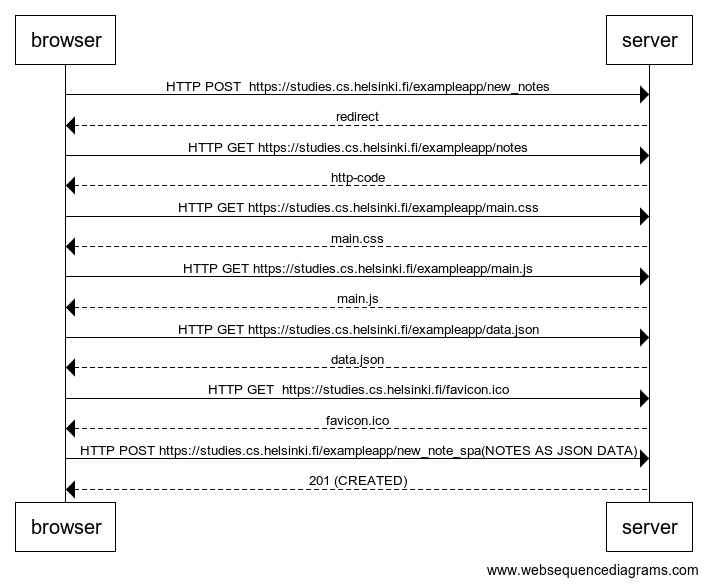 browser server
HTTP POST  https://studies.cs.helsinki.fi/exampleapp/new_notes
redirect
HTTP GET https://studies.cs.helsinki.fi/exampleapp/notes
http-code
HTTP GET https://studies.cs.helsinki.fi/exampleapp/main.css
main.css
HTTP GET https://studies.cs.helsinki.fi/exampleapp/main.js
main.js
HTTP GET https://studies.cs.helsinki.fi/exampleapp/data.json
data.json
HTTP GET  https://studies.cs.helsinki.fi/favicon.ico
favicon.ico
HTTP POST https://studies.cs.helsinki.fi/exampleapp/new_note_spa(NOTES AS JSON DATA)
201 (CREATED)
browser server
www.websequencediagrams.com